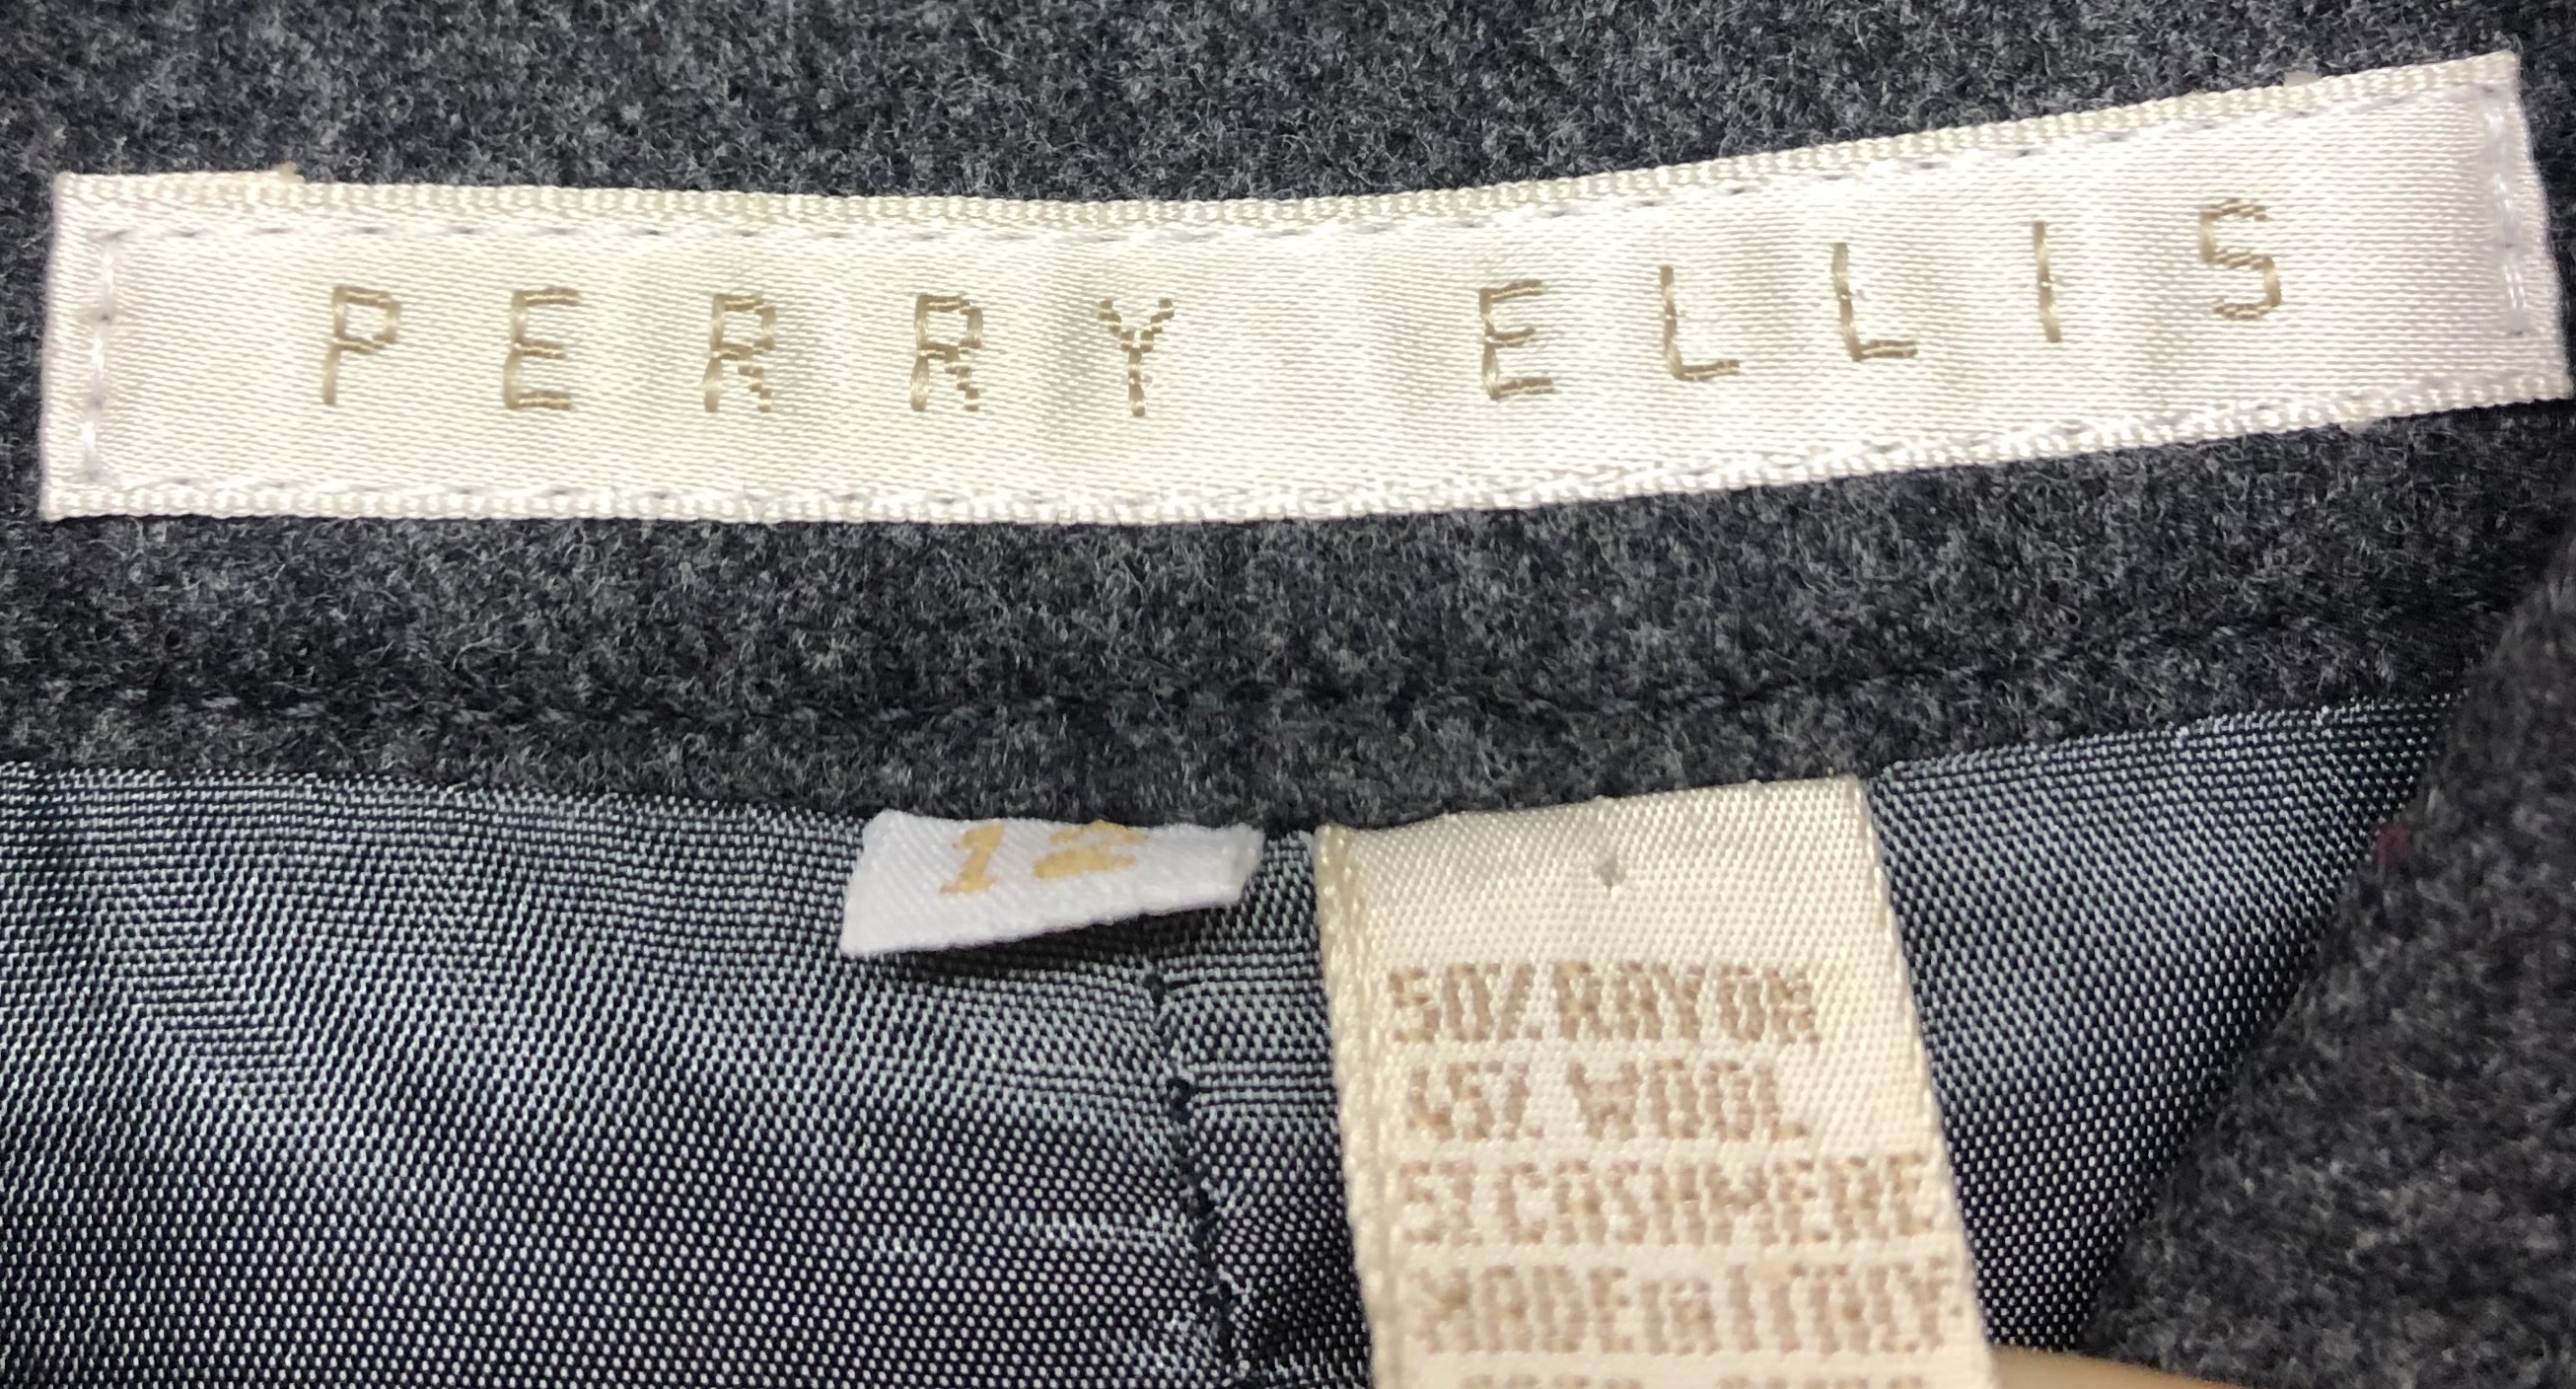 PERRY ELLIS
12
50% RAYON
45% WOOL
5% CASHMERE
MADE IN ITALY